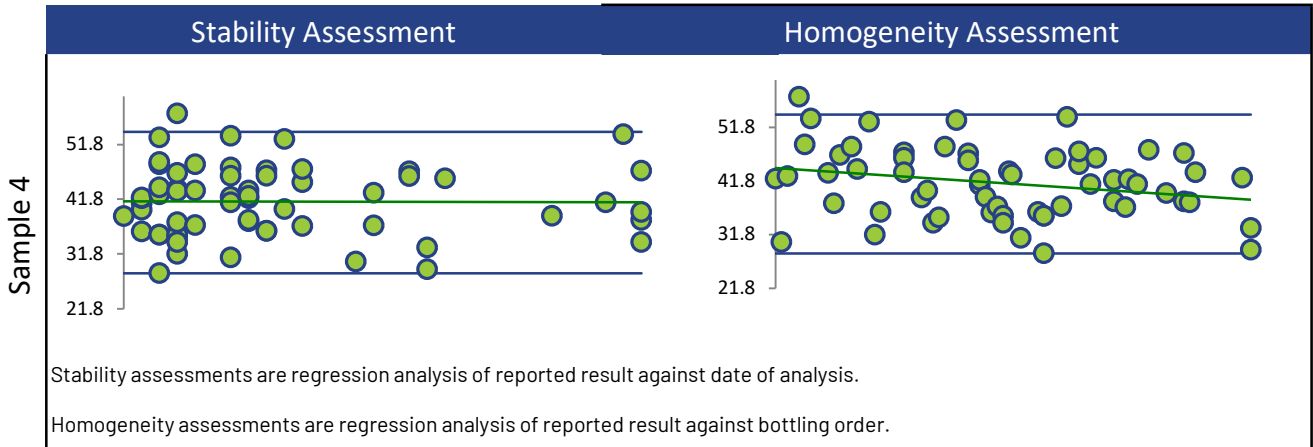 Stability Assessment
Homogeneity Assessment
Sample 4
51.8
41.8
31.8
21.8
51.8
41.8
31.8
21.8
Stability assessments are regression analysis of reported result against date of analysis.
Homogeneity assessments are regression analysis of reported result against bottling order.